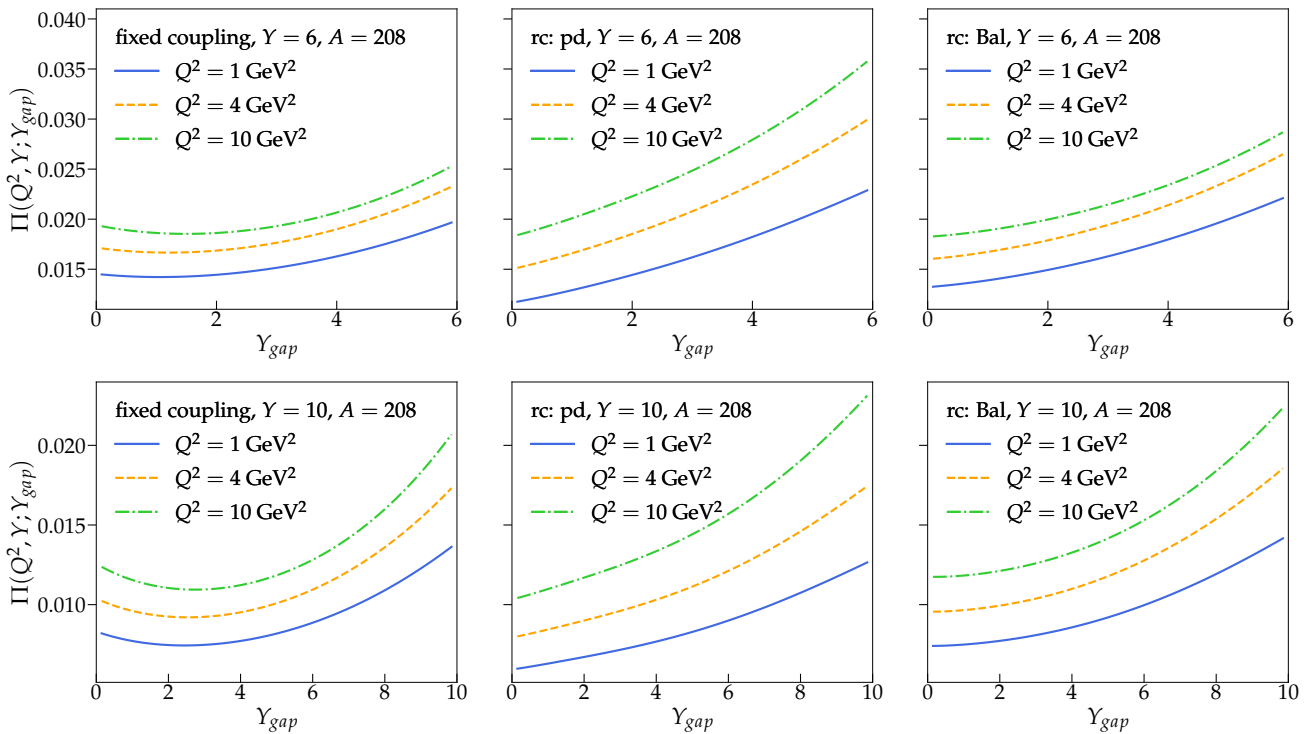 fixed coupling, Y = 6, A = 208
Q² = 1 GeV²
Q² = 4 GeV²
Q² = 10 GeV²
0.040
0.035
0.030
0.025
0.020
0.015
Π(Q², Y; Y_gap)
0 2 4 6
Y_gap
rc: pd, Y = 6, A = 208
Q² = 1 GeV²
Q² = 4 GeV²
Q² = 10 GeV²
0 2 4 6
Y_gap
rc: Bal, Y = 6, A = 208
Q² = 1 GeV²
Q² = 4 GeV²
Q² = 10 GeV²
0 2 4 6
Y_gap
fixed coupling, Y = 10, A = 208
Q² = 1 GeV²
Q² = 4 GeV²
Q² = 10 GeV²
0.020
0.015
0.010
Π(Q², Y; Y_gap)
0 2 4 6 8 10
Y_gap
rc: pd, Y = 10, A = 208
Q² = 1 GeV²
Q² = 4 GeV²
Q² = 10 GeV²
0 2 4 6 8 10
Y_gap
rc: Bal, Y = 10, A = 208
Q² = 1 GeV²
Q² = 4 GeV²
Q² = 10 GeV²
0 2 4 6 8 10
Y_gap